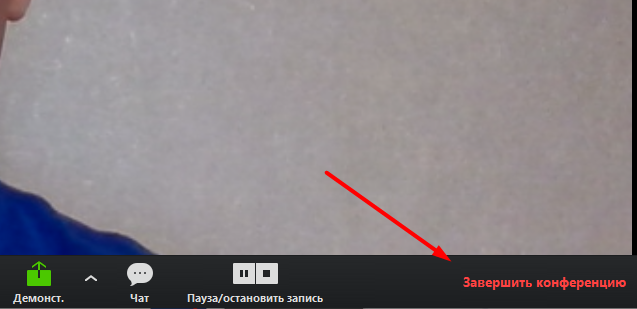 Демонст.
Чат
Пауза/остановить запись
Завершить конференцию